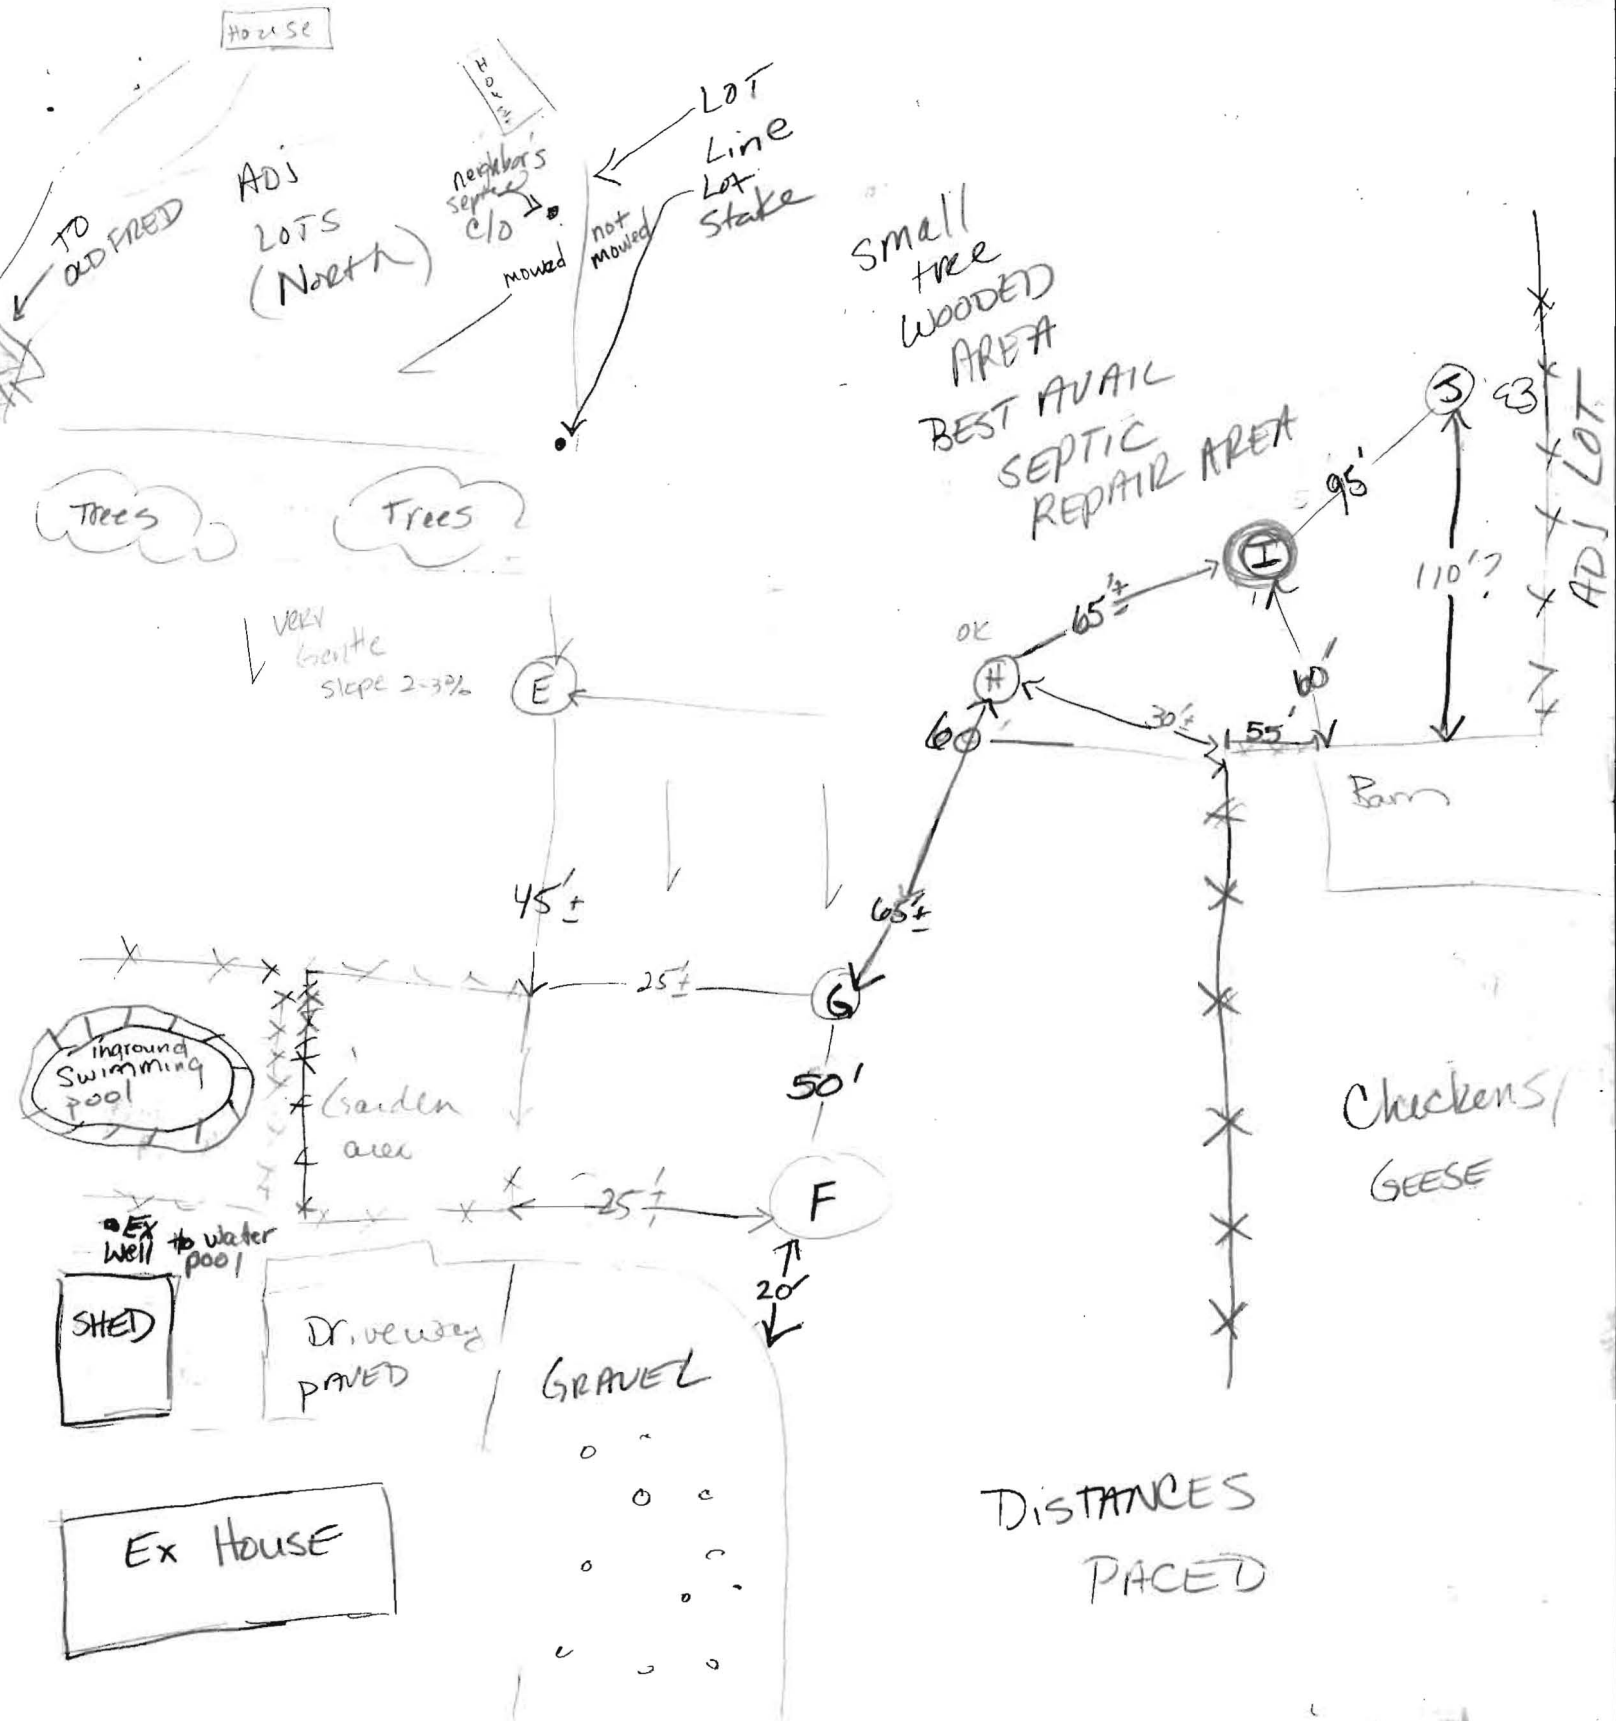 House
HOUSE
LOT
Line
Lot
Stake
neighbor's
septic
c/o
ADJ
LOTS
(North)
TO
OLD FRED
mowed
not
mowed
small
tree
WOODED
AREA
BEST AVAIL
SEPTIC
REPAIR AREA
J
95'
ADJ LOT
Trees
Trees
I
110'?
65'±
OK
H
60'
very
Gentle
slope 2-3%
E
30'±
55'
60'
Barn
45'±
65'±
25'±
G
inground
swimming
pool
Garden
area
50'
Chickens/
GEESE
25'±
F
Ex
Well to water
pool
20'
SHED
Driveway
PAVED
GRAVEL
DISTANCES
PACED
Ex HOUSE